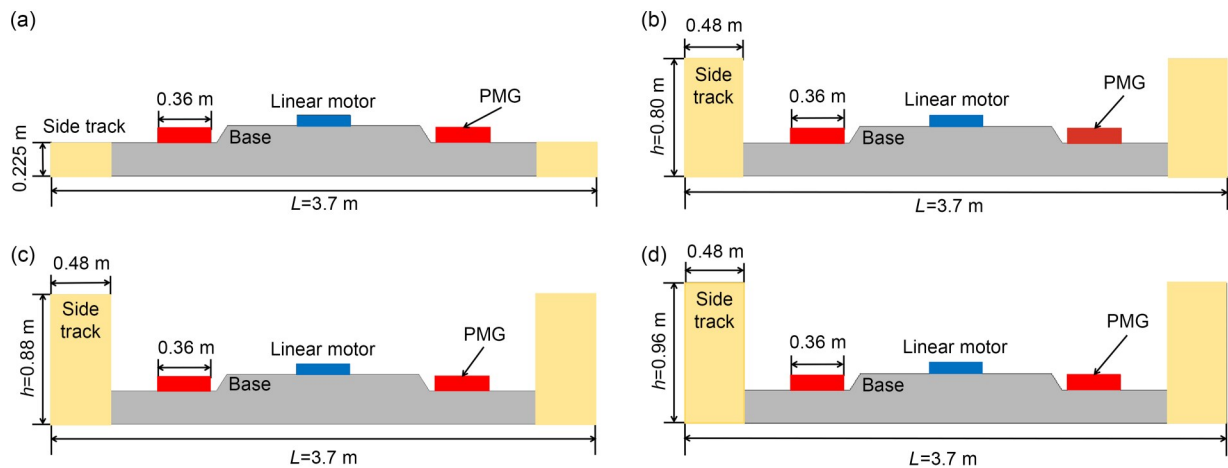 (a)
0.36 m
Linear motor
PMG
Side track
Base
0.225 m
L=3.7 m
(b)
0.48 m
Side
track
0.36 m
Linear motor
PMG
Base
h=0.80 m
L=3.7 m
(c)
0.48 m
Side
track
0.36 m
Linear motor
PMG
Base
h=0.88 m
L=3.7 m
(d)
0.48 m
Side
track
0.36 m
Linear motor
PMG
Base
h=0.96 m
L=3.7 m